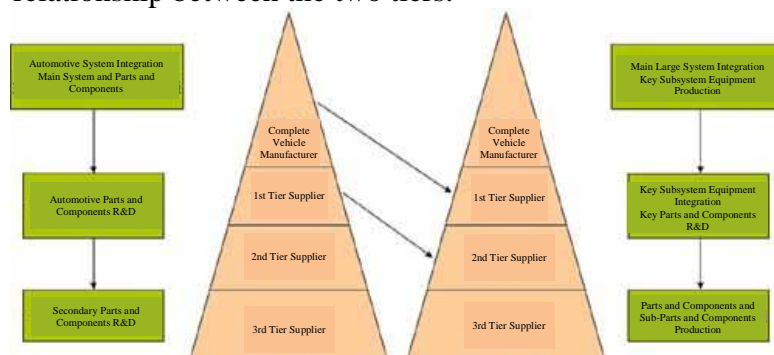 relationship between the two tiers.
Automotive System Integration
Main System and Parts and
Components
Automotive Parts and
Components R&D
Secondary Parts and
Components R&D
Complete
Vehicle
Manufacturer
1st Tier Supplier
2nd Tier Supplier
3rd Tier Supplier
Complete
Vehicle
Manufacturer
1st Tier Supplier
2nd Tier Supplier
3rd Tier Supplier
Main Large System Integration
Key Subsystem Equipment
Production
Key Subsystem Equipment
Integration
Key Parts and Components
R&D
Parts and Components and
Sub-Parts and Components
Production